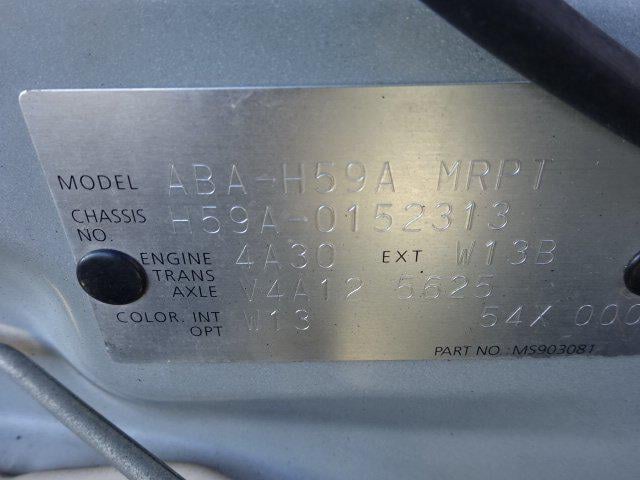 MODEL ABA-H59A MRPT
CHASSIS NO. H59A-0152313
ENGINE 4A30 EXT W13B
TRANS AXLE V4A12 5625
COLOR. INT OPT W13 54X 000
PART NO : MS903081